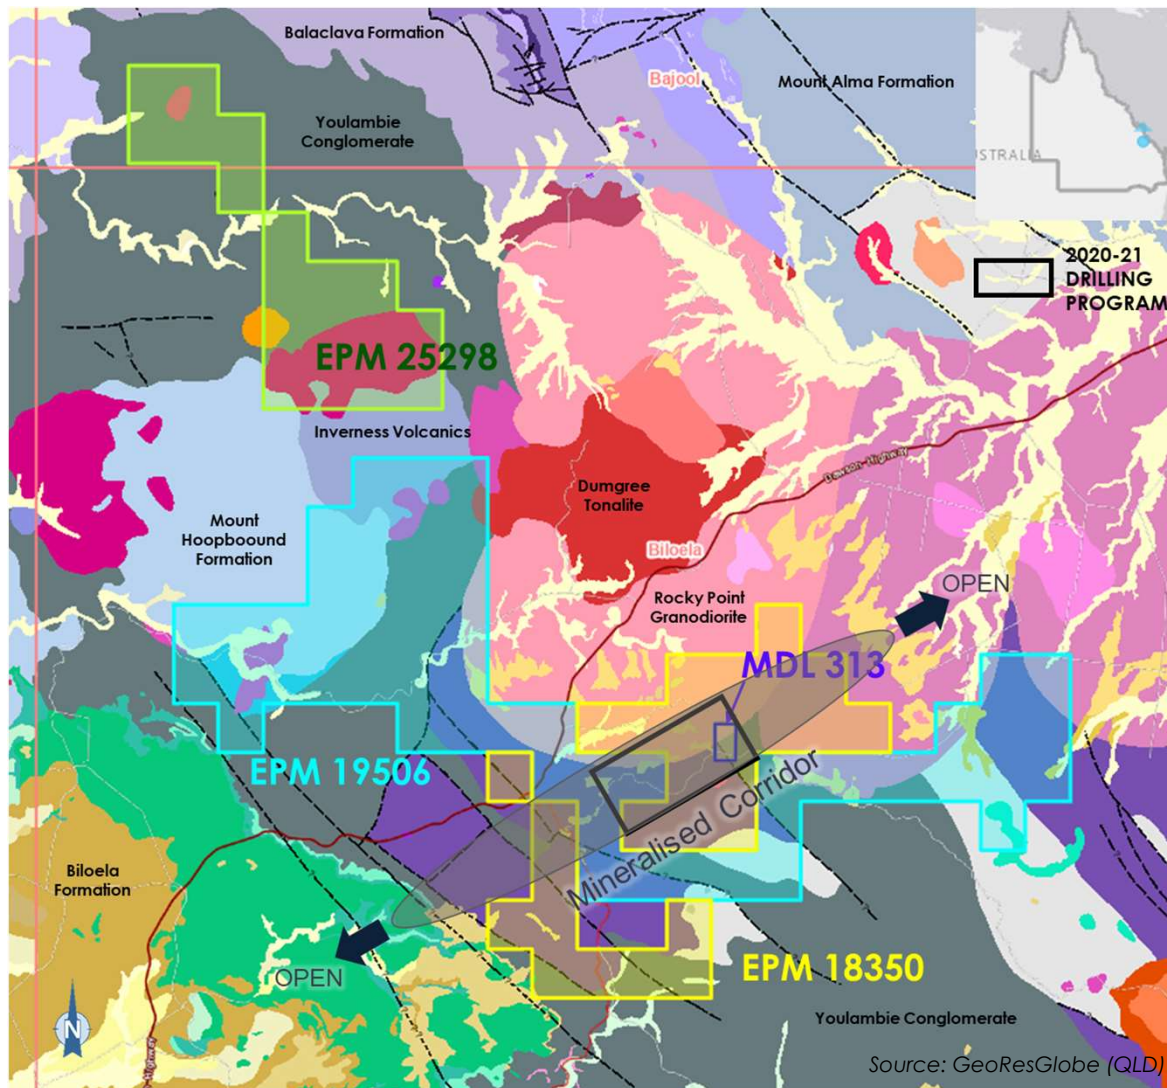 Balaclava Formation
Bajool
Mount Alma Formation
Youlambie
Conglomerate
USTRALIA
2020-21
DRILLING
PROGRAM
EPM 25298
Inverness Volcanics
Dawson-Highway
Dumgree
Tonalite
Mount
Hoopboound
Formation
Biloela
OPEN
Rocky Point
Granodiorite
MDL 313
EPM 19506
Mineralised Corridor
Biloela
Formation
OPEN
EPM 18350
N
Youlambie Conglomerate
Highway
Source: GeoResGlobe (QLD)